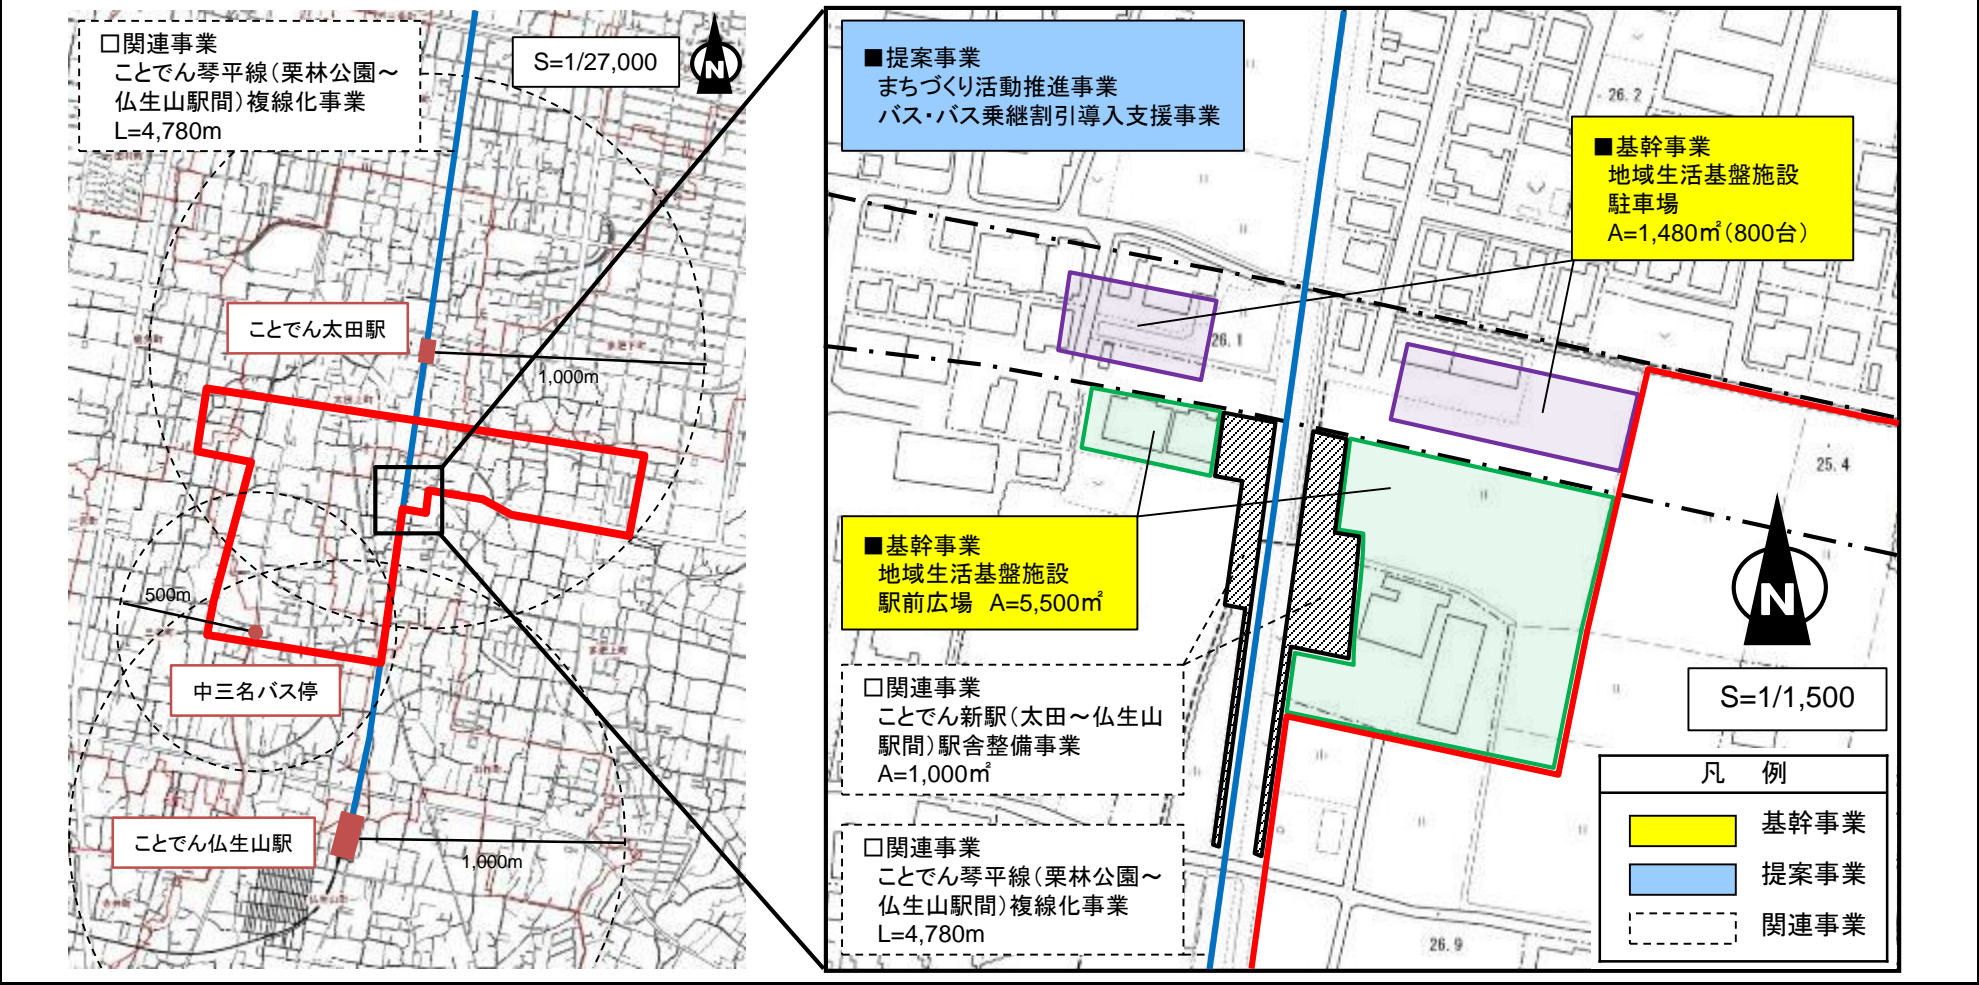 □関連事業
ことでん琴平線(栗林公園～
仏生山駅間)複線化事業
L=4,780m
S=1/27,000
N
ことでん太田駅
1,000m
500m
中三名バス停
ことでん仏生山駅
1,000m
■提案事業
まちづくり活動推進事業
バス・バス乗継割引導入支援事業
26.2
■基幹事業
地域生活基盤施設
駐車場
A=1,480㎡(800台)
26.1
25.4
■基幹事業
地域生活基盤施設
駅前広場 A=5,500㎡
N
S=1/1,500
□関連事業
ことでん新駅(太田～仏生山
駅間)駅舎整備事業
A=1,000㎡
□関連事業
ことでん琴平線(栗林公園～
仏生山駅間)複線化事業
L=4,780m
26.9
凡 例
基幹事業
提案事業
関連事業